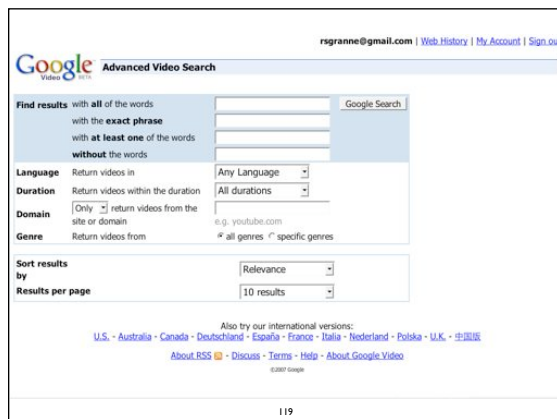 rsgranne@gmail.com | Web History | My Account | Sign ou
Google Video BETA Advanced Video Search
Find results with all of the words Google Search
with the exact phrase
with at least one of the words
without the words
Language Return videos in Any Language
Duration Return videos within the duration All durations
Domain Only return videos from the site or domain
e.g. youtube.com
Genre Return videos from all genres specific genres
Sort results by Relevance
Results per page 10 results
Also try our international versions:
U.S. - Australia - Canada - Deutschland - España - France - Italia - Nederland - Polska - U.K. - 中国版
About RSS - Discuss - Terms - Help - About Google Video
©2007 Google
119